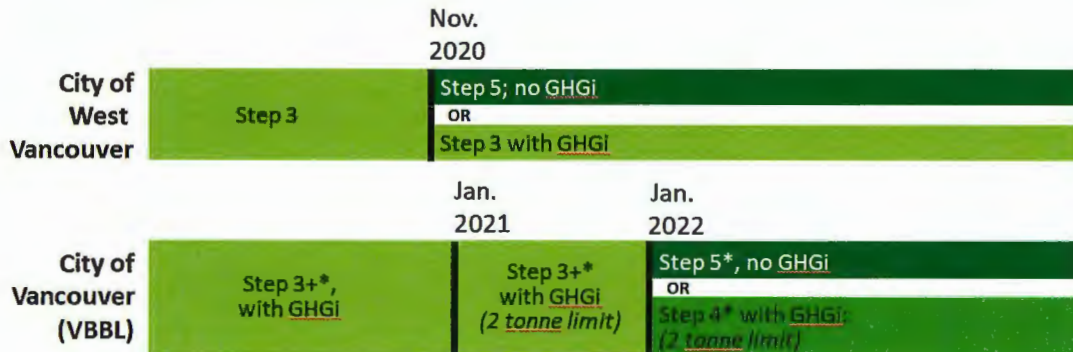 Nov.
2020
City of
West
Vancouver
Step 3
Step 5; no GHGi
OR
Step 3 with GHGi
Jan.
2021
Jan.
2022
City of
Vancouver
(VBBL)
Step 3+*,
with GHGi
Step 3+*
with GHGi
(2 tonne limit)
Step 5*, no GHGi
OR
Step 4* with GHGi;
(2 tonne limit)